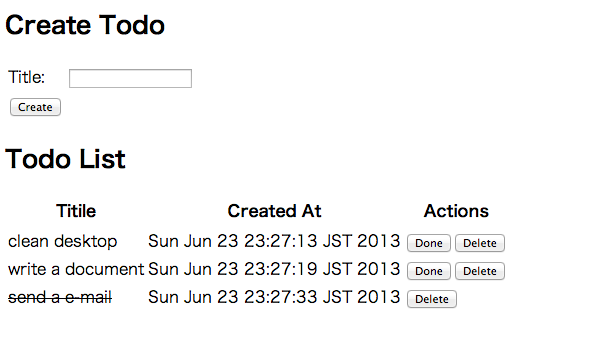 Create Todo
Title:
Create
Todo List
Titile Created At Actions
clean desktop Sun Jun 23 23:27:13 JST 2013 Done Delete
write a document Sun Jun 23 23:27:19 JST 2013 Done Delete
send a e-mail Sun Jun 23 23:27:33 JST 2013 Delete